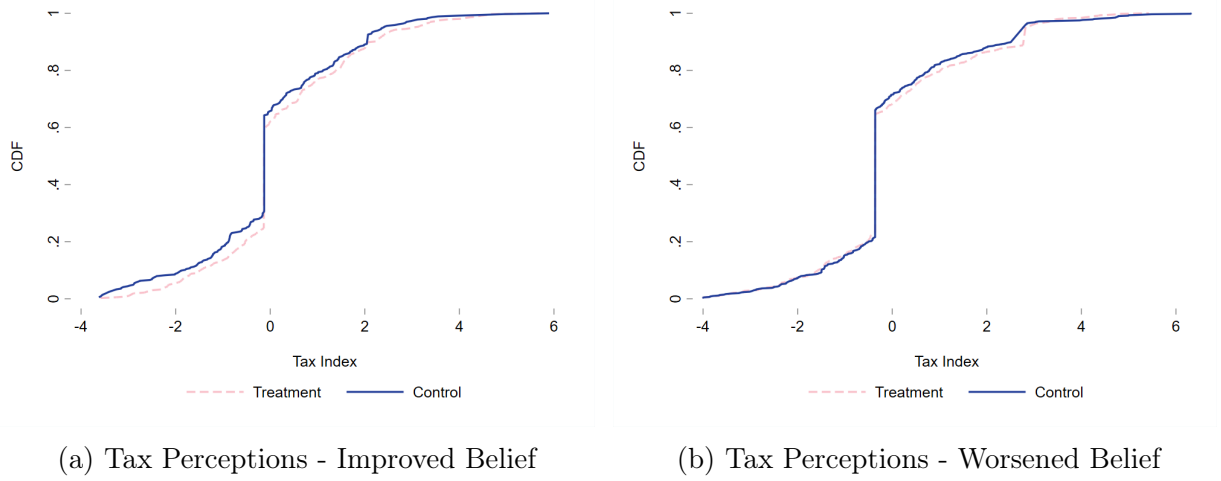 1
.8
.6
.4
.2
0
CDF
-4 -2 0 2 4 6
Tax Index
Treatment Control
(a) Tax Perceptions - Improved Belief
1
.8
.6
.4
.2
0
CDF
-4 -2 0 2 4 6
Tax Index
Treatment Control
(b) Tax Perceptions - Worsened Belief